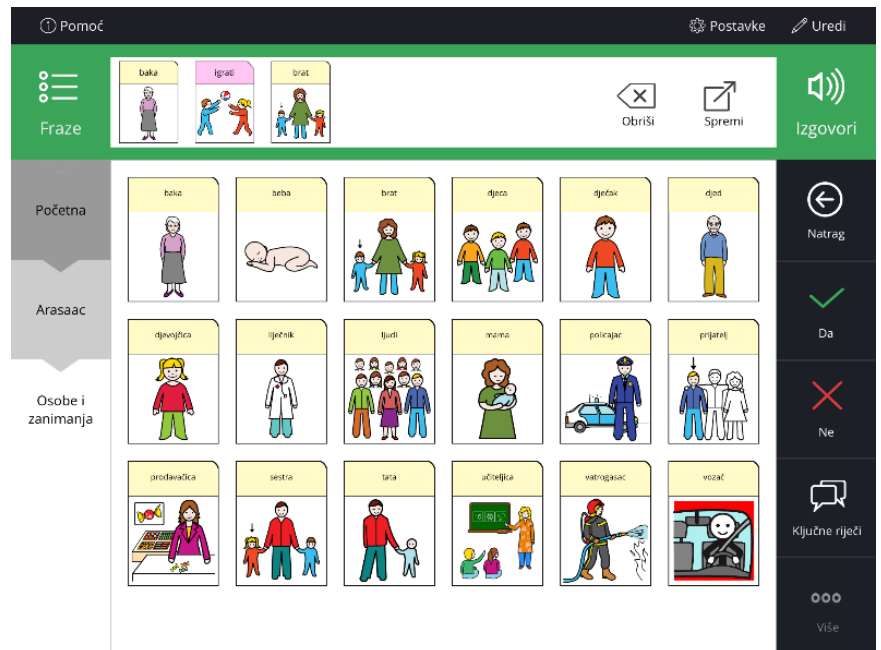 Pomoć
Postavke
Uredi
Fraze
baka
igrati
brat
Obriši
Spremi
Izgovori
Početna
Arasaac
Osobe i
zanimanja
baka
beba
brat
djeca
dječak
djed
djevojčica
liječnik
ljudi
mama
policajac
prijatelj
prodavačica
sestra
tata
učiteljica
vatrogasac
vozač
Natrag
Da
Ne
Ključne riječi
Više